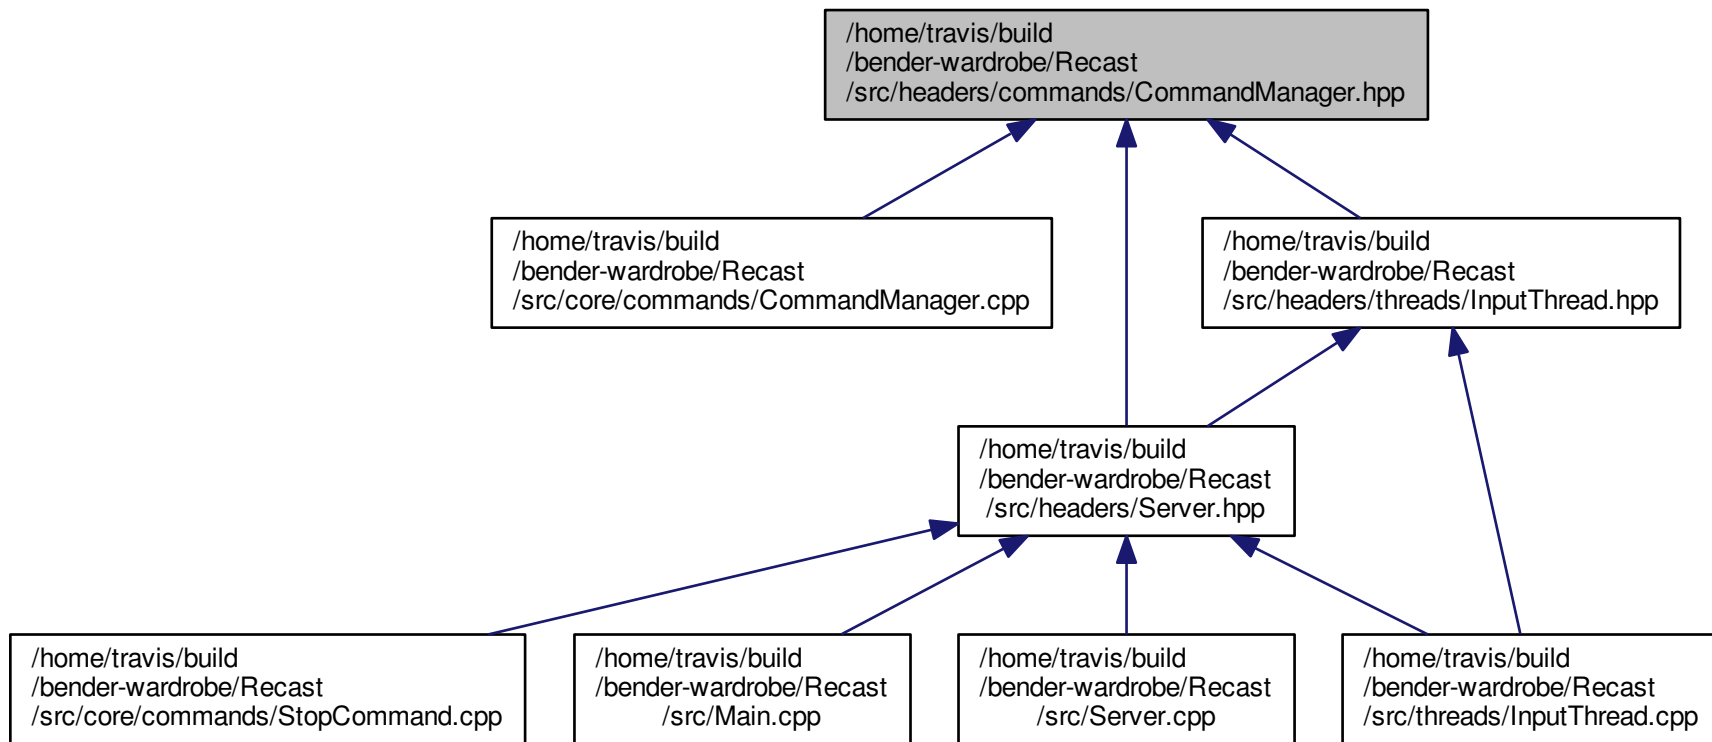 /home/travis/build
/bender-wardrobe/Recast
/src/headers/commands/CommandManager.hpp
/home/travis/build
/bender-wardrobe/Recast
/src/core/commands/CommandManager.cpp
/home/travis/build
/bender-wardrobe/Recast
/src/headers/threads/InputThread.hpp
/home/travis/build
/bender-wardrobe/Recast
/src/headers/Server.hpp
/home/travis/build
/bender-wardrobe/Recast
/src/core/commands/StopCommand.cpp
/home/travis/build
/bender-wardrobe/Recast
/src/Main.cpp
/home/travis/build
/bender-wardrobe/Recast
/src/Server.cpp
/home/travis/build
/bender-wardrobe/Recast
/src/threads/InputThread.cpp